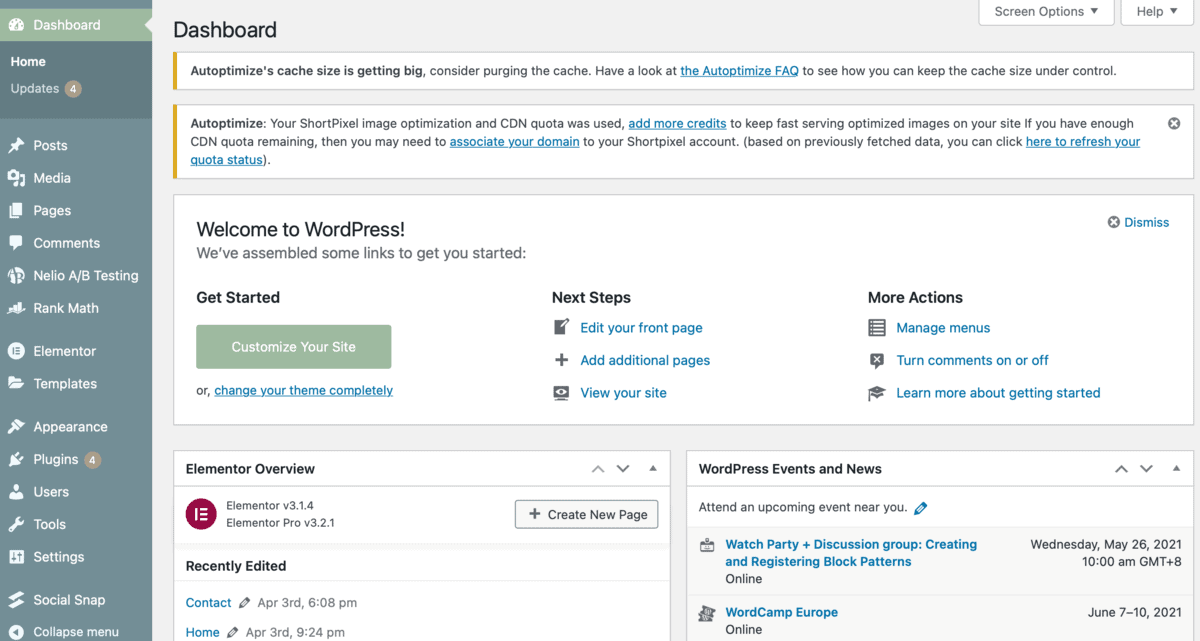 Screen Options ▼
Help ▼
Dashboard
Home
Updates 4
Posts
Media
Pages
Comments
Nelio A/B Testing
Rank Math
Elementor
Templates
Appearance
Plugins 4
Users
Tools
Settings
Social Snap
Collapse menu
Dashboard
Autoptimize's cache size is getting big, consider purging the cache. Have a look at the Autoptimize FAQ to see how you can keep the cache size under control.
Autoptimize: Your ShortPixel image optimization and CDN quota was used, add more credits to keep fast serving optimized images on your site If you have enough
CDN quota remaining, then you may need to associate your domain to your Shortpixel account. (based on previously fetched data, you can click here to refresh your
quota status).
Welcome to WordPress!
Dismiss
We've assembled some links to get you started:
Get Started
Customize Your Site
or, change your theme completely
Next Steps
Edit your front page
Add additional pages
View your site
More Actions
Manage menus
Turn comments on or off
Learn more about getting started
Elementor Overview
Elementor v3.1.4
Elementor Pro v3.2.1
+ Create New Page
Recently Edited
Contact Apr 3rd, 6:08 pm
Home Apr 3rd, 9:24 pm
WordPress Events and News
Attend an upcoming event near you.
Watch Party + Discussion group: Creating
and Registering Block Patterns
Online
Wednesday, May 26, 2021
10:00 am GMT+8
WordCamp Europe
Online
June 7–10, 2021